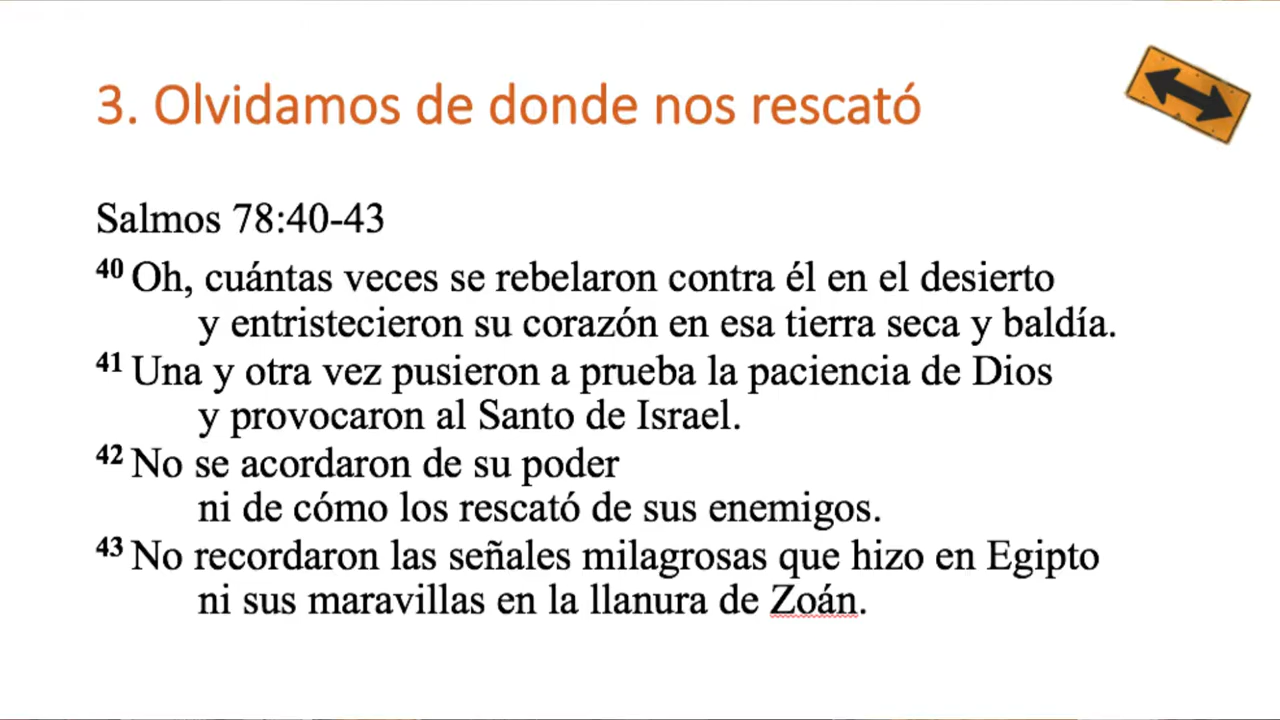 3. Olvidamos de donde nos rescató
Salmos 78:40-43
40 Oh, cuántas veces se rebelaron contra él en el desierto
y entristecieron su corazón en esa tierra seca y baldía.
41 Una y otra vez pusieron a prueba la paciencia de Dios
y provocaron al Santo de Israel.
42 No se acordaron de su poder
ni de cómo los rescató de sus enemigos.
43 No recordaron las señales milagrosas que hizo en Egipto
ni sus maravillas en la llanura de Zoán.